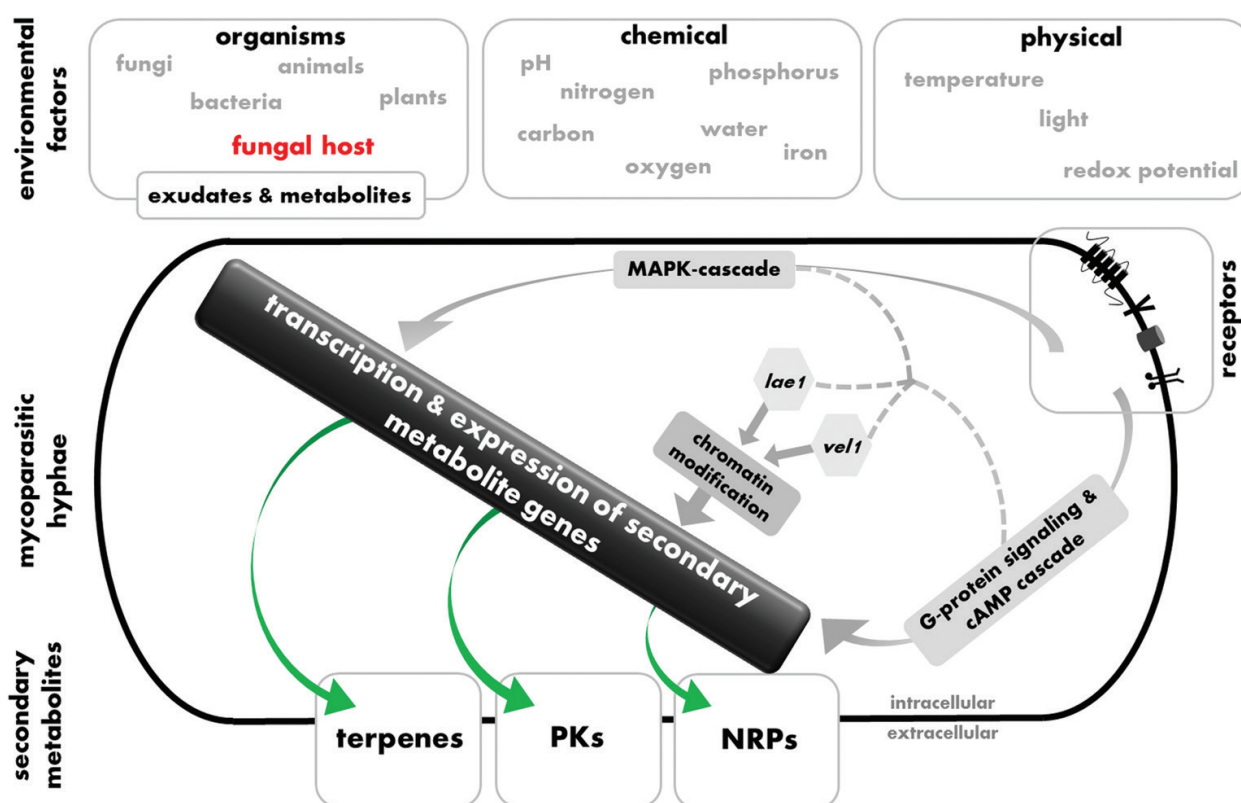 environmental
factors
organisms
fungi
animals
bacteria
plants
fungal host
exudates & metabolites
chemical
pH
phosphorus
nitrogen
carbon
water
iron
oxygen
physical
temperature
light
redox potential
mycoparasitic
hyphae
MAPK-cascade
receptors
transcription & expression of secondary
metabolite genes
lae1
vel1
chromatin
modification
G-protein signaling &
cAMP cascade
intracellular
extracellular
secondary
metabolites
terpenes
PKs
NRPs